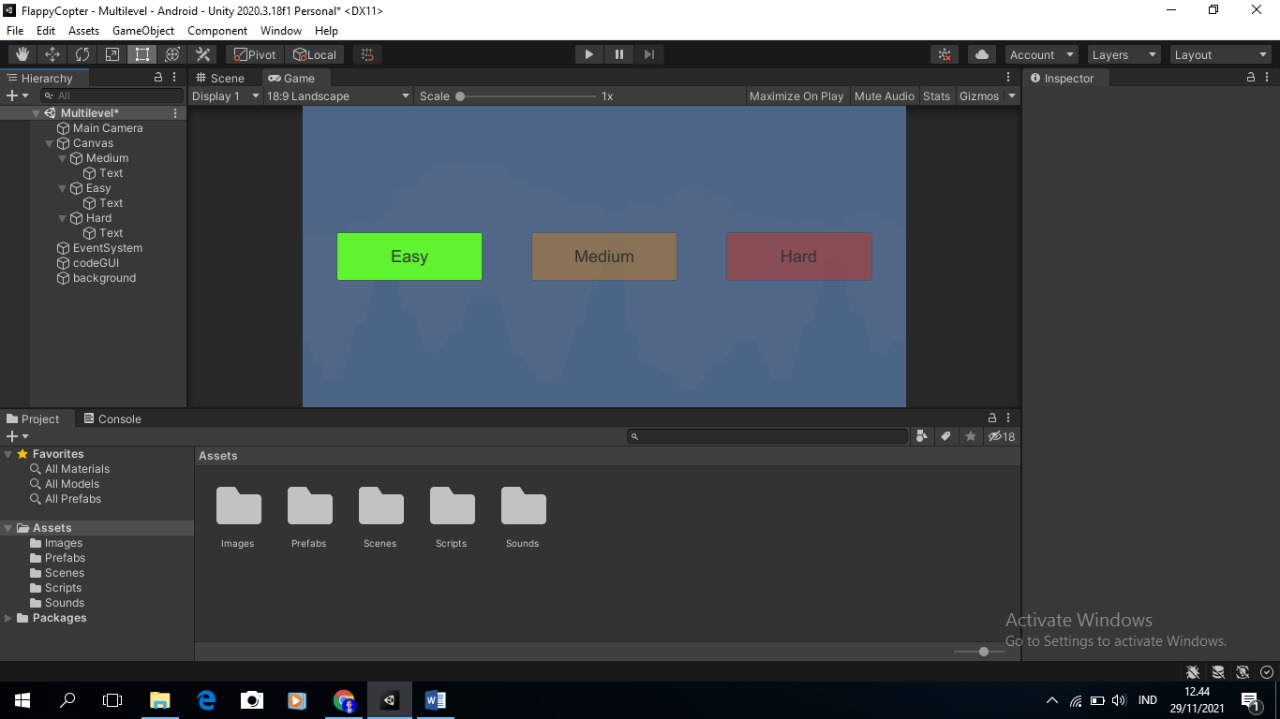 FlappyCopter - Multilevel - Android - Unity 2020.3.18f1 Personal* <DX11>
File Edit Assets GameObject Component Window Help
Pivot Local Account Layers Layout
Hierarchy Scene Game Inspector
All Display 1 18:9 Landscape Scale 1x Maximize On Play Mute Audio Stats Gizmos
Multilevel*
Main Camera
Canvas
Medium
Text
Easy
Text
Hard
Text
EventSystem
codeGUI
background
Easy Medium Hard
Project Console
18
Favorites
All Materials
All Models
All Prefabs
Assets
Images
Prefabs
Scenes
Scripts
Sounds
Packages
Assets
Images Prefabs Scenes Scripts Sounds
Activate Windows
Go to Settings to activate Windows.
IND
12.44
29/11/2021
1